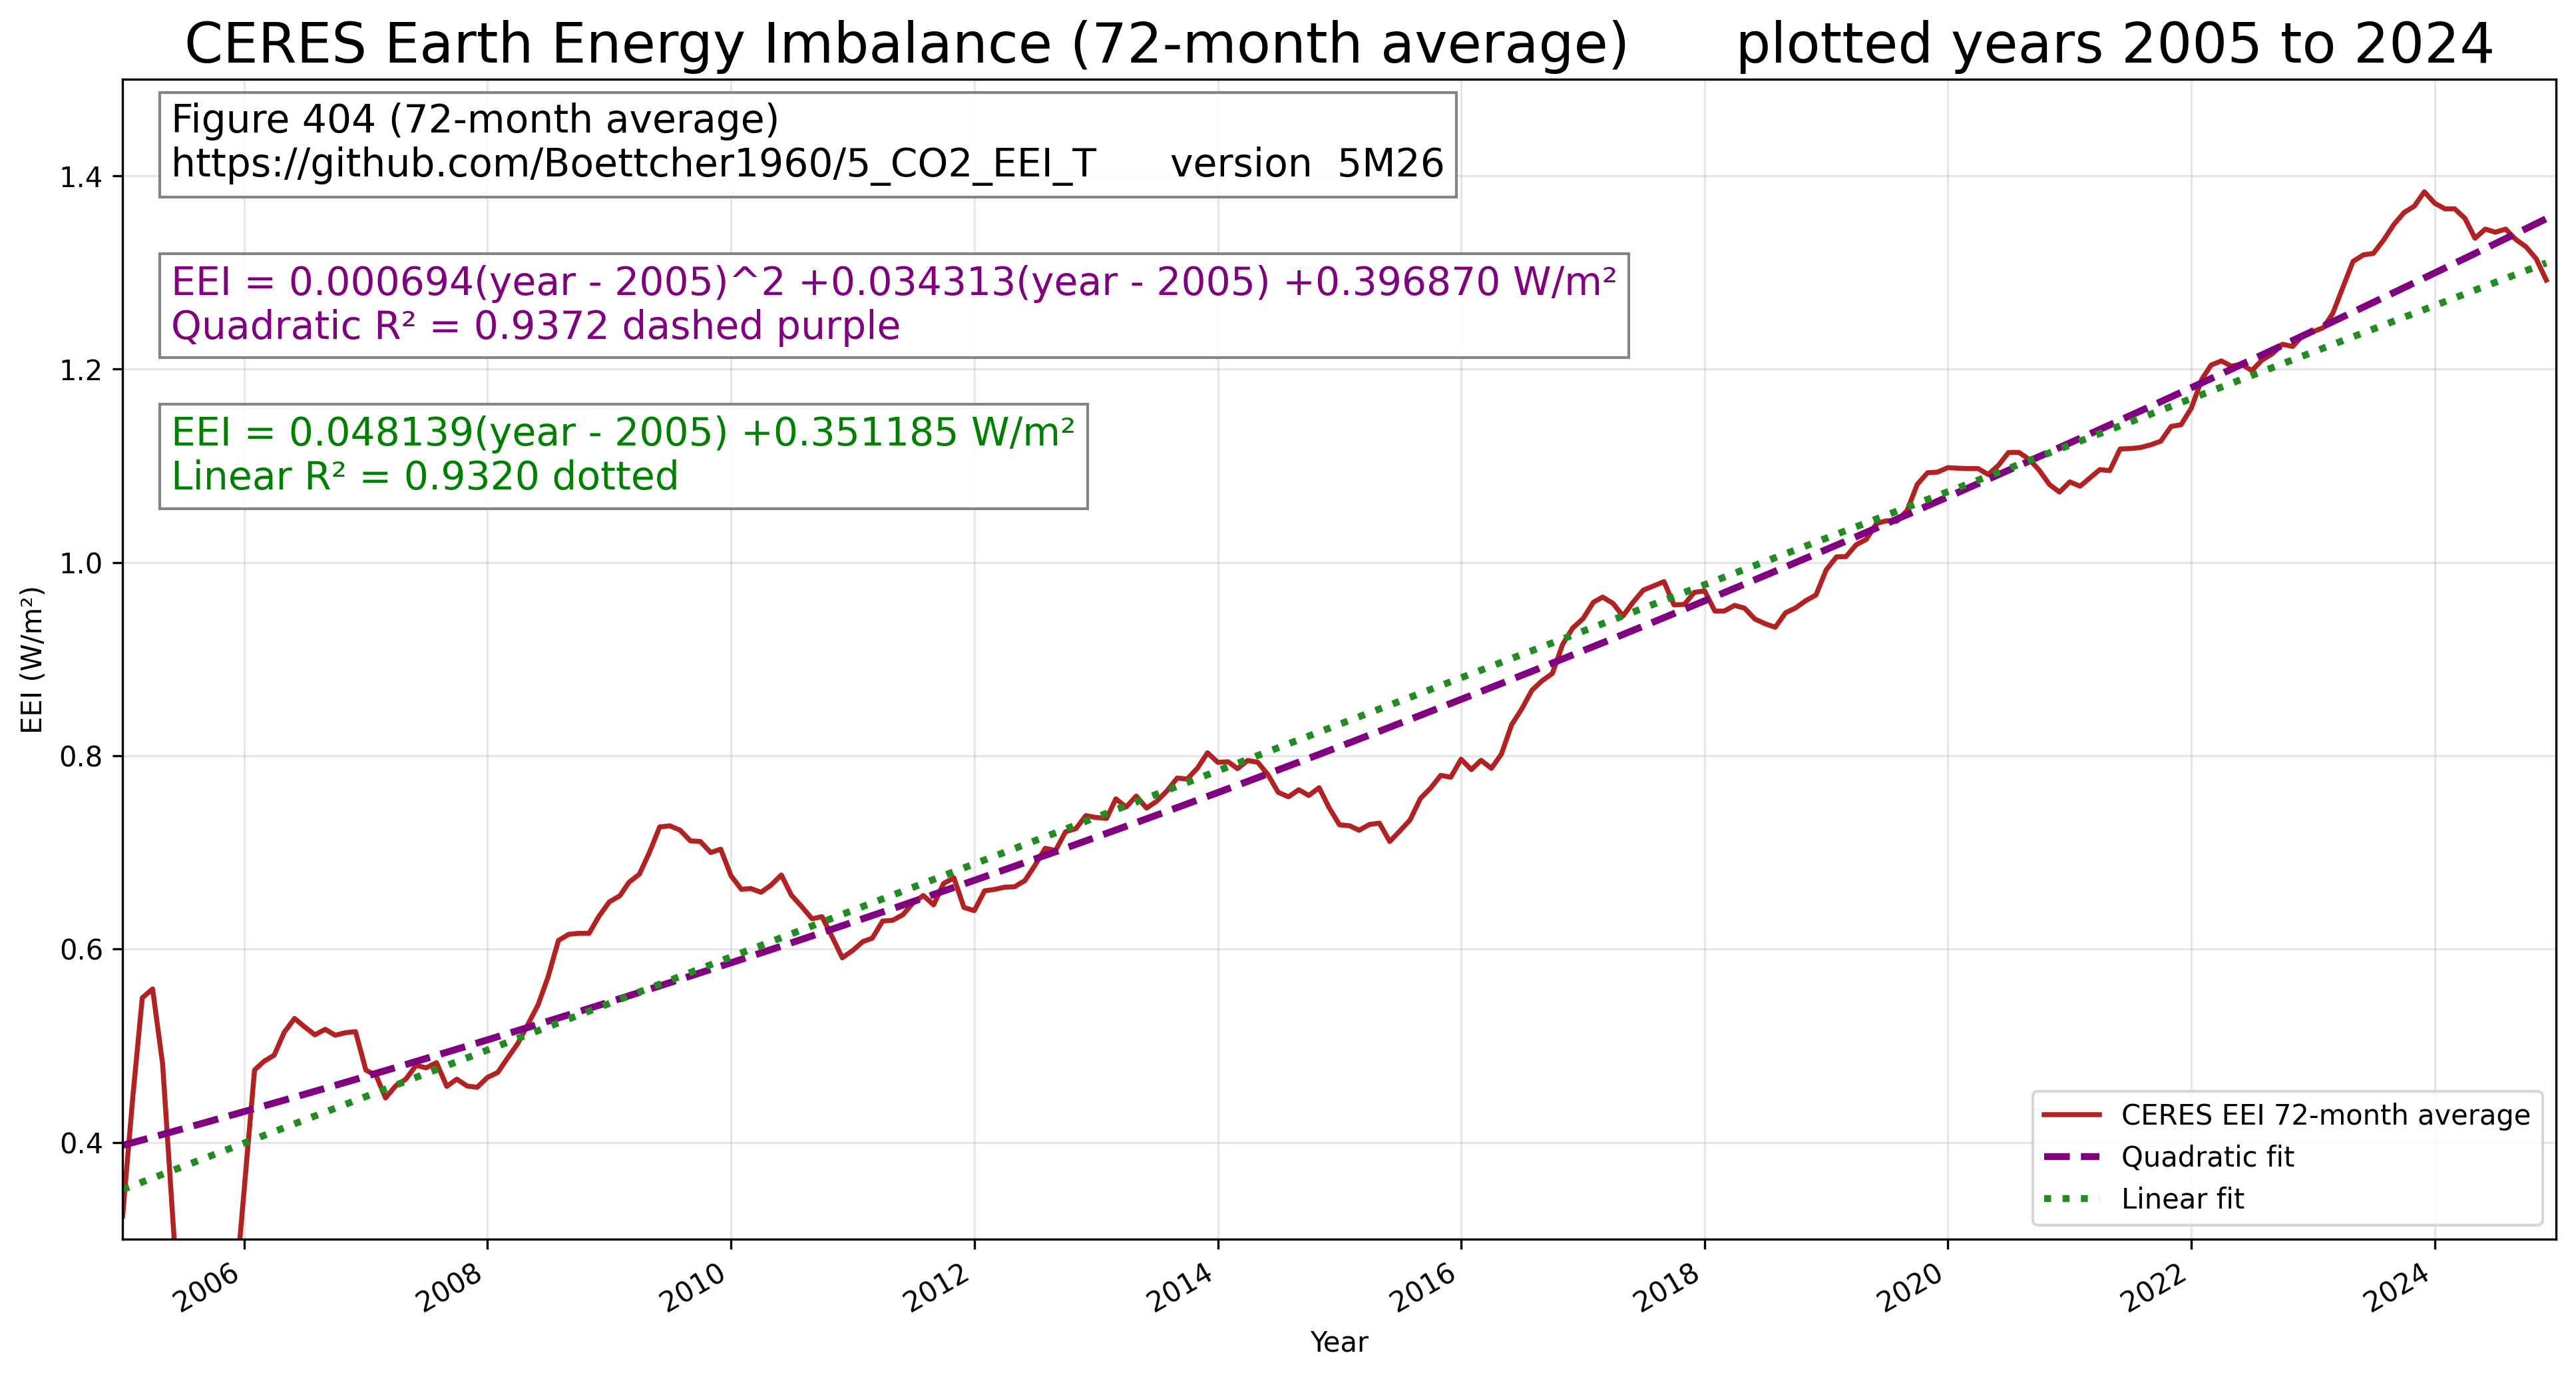 CERES Earth Energy Imbalance (72-month average)      plotted years 2005 to 2024
Figure 404 (72-month average)
https://github.com/Boettcher1960/5_CO2_EEI_T      version  5M26
EEI = 0.000694(year - 2005)^2 +0.034313(year - 2005) +0.396870 W/m²
Quadratic R² = 0.9372 dashed purple
EEI = 0.048139(year - 2005) +0.351185 W/m²
Linear R² = 0.9320 dotted
EEI (W/m²)
1.4
1.2
1.0
0.8
0.6
0.4
CERES EEI 72-month average
Quadratic fit
Linear fit
2006 2008 2010 2012 2014 2016 2018 2020 2022 2024
Year